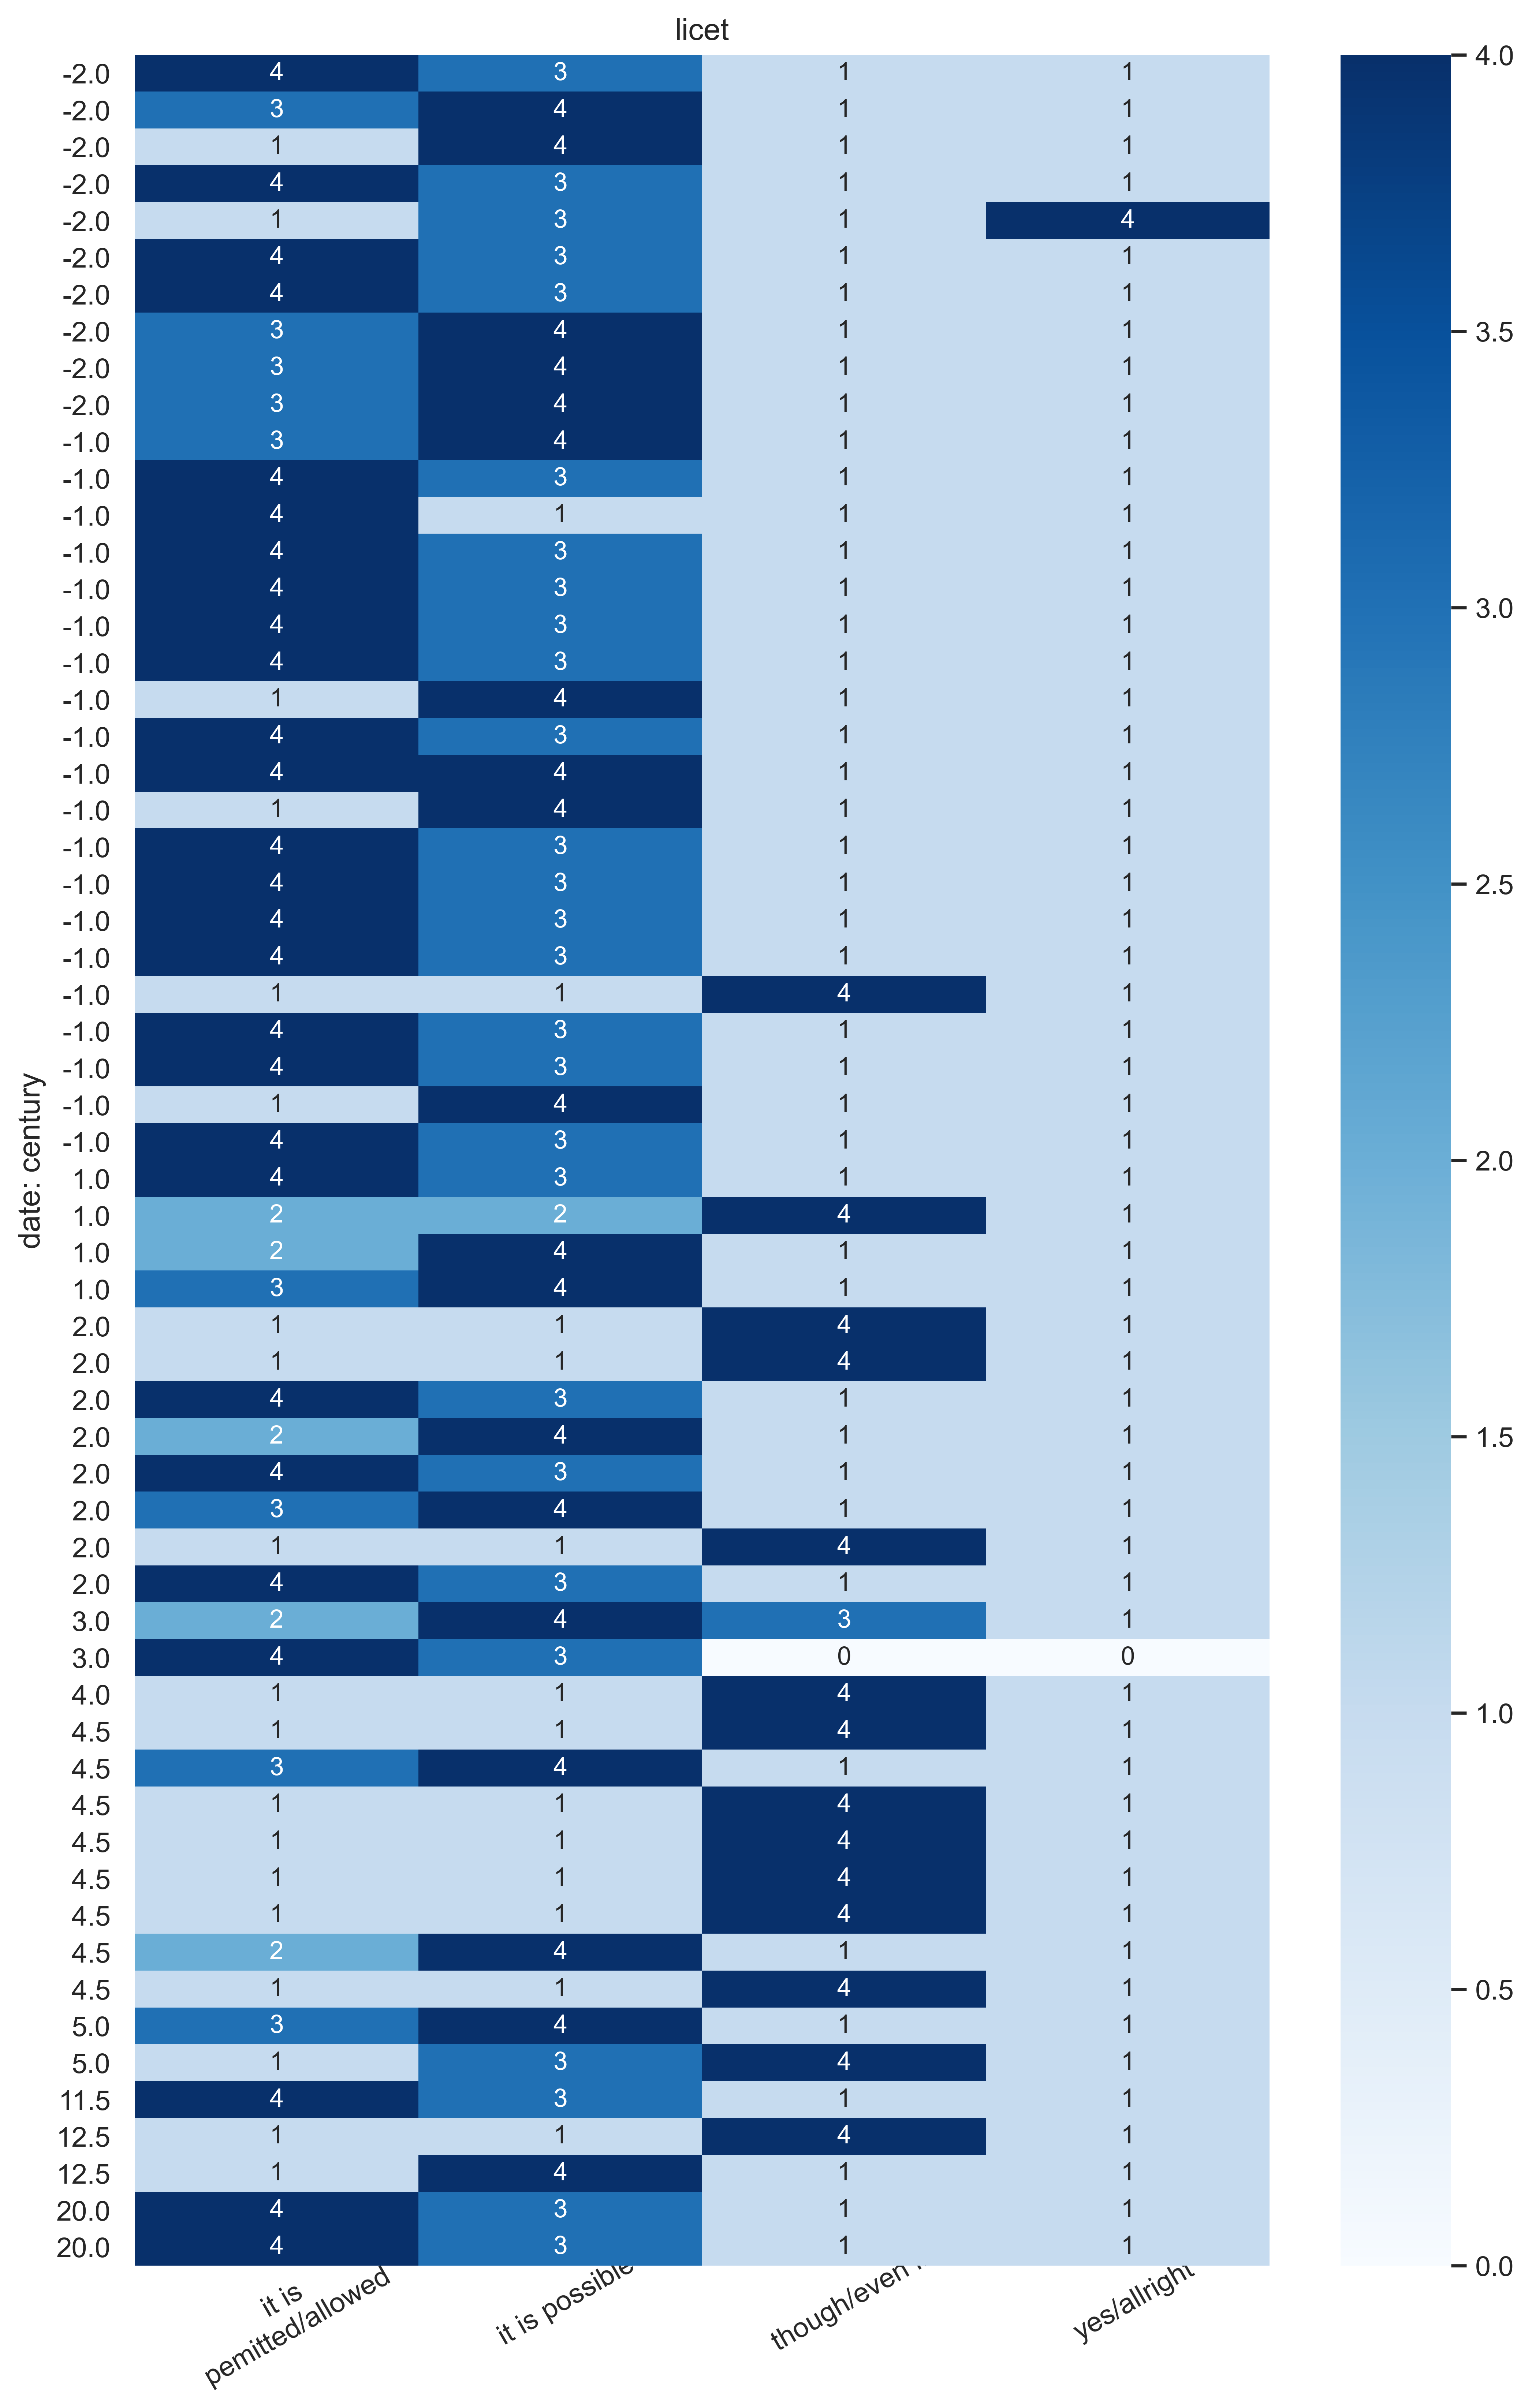 licet
-2.0 4 3 1 1
-2.0 3 4 1 1
-2.0 1 4 1 1
-2.0 4 3 1 1
-2.0 1 3 1 4
-2.0 4 3 1 1
-2.0 4 3 1 1
-2.0 3 4 1 1
-2.0 3 4 1 1
-2.0 3 4 1 1
-1.0 3 4 1 1
-1.0 4 3 1 1
-1.0 4 1 1 1
-1.0 4 3 1 1
-1.0 4 3 1 1
-1.0 4 3 1 1
-1.0 4 3 1 1
-1.0 1 4 1 1
-1.0 4 3 1 1
-1.0 4 4 1 1
-1.0 1 4 1 1
-1.0 4 3 1 1
-1.0 4 3 1 1
-1.0 4 3 1 1
-1.0 4 3 1 1
-1.0 1 1 4 1
-1.0 4 3 1 1
-1.0 4 3 1 1
-1.0 1 4 1 1
-1.0 4 3 1 1
1.0 4 3 1 1
1.0 2 2 4 1
1.0 2 4 1 1
1.0 3 4 1 1
2.0 1 1 4 1
2.0 1 1 4 1
2.0 4 3 1 1
2.0 2 4 1 1
2.0 4 3 1 1
2.0 3 4 1 1
2.0 1 1 4 1
2.0 4 3 1 1
3.0 2 4 3 1
3.0 4 3 0 0
4.0 1 1 4 1
4.5 1 1 4 1
4.5 3 4 1 1
4.5 1 1 4 1
4.5 1 1 4 1
4.5 1 1 4 1
4.5 1 1 4 1
4.5 2 4 1 1
4.5 1 1 4 1
5.0 3 4 1 1
5.0 1 3 4 1
11.5 4 3 1 1
12.5 1 1 4 1
12.5 1 4 1 1
20.0 4 3 1 1
20.0 4 3 1 1
date: century
it is
pemitted/allowed
it is possible
though/even
yes/allright
4.0
3.5
3.0
2.5
2.0
1.5
1.0
0.5
0.0